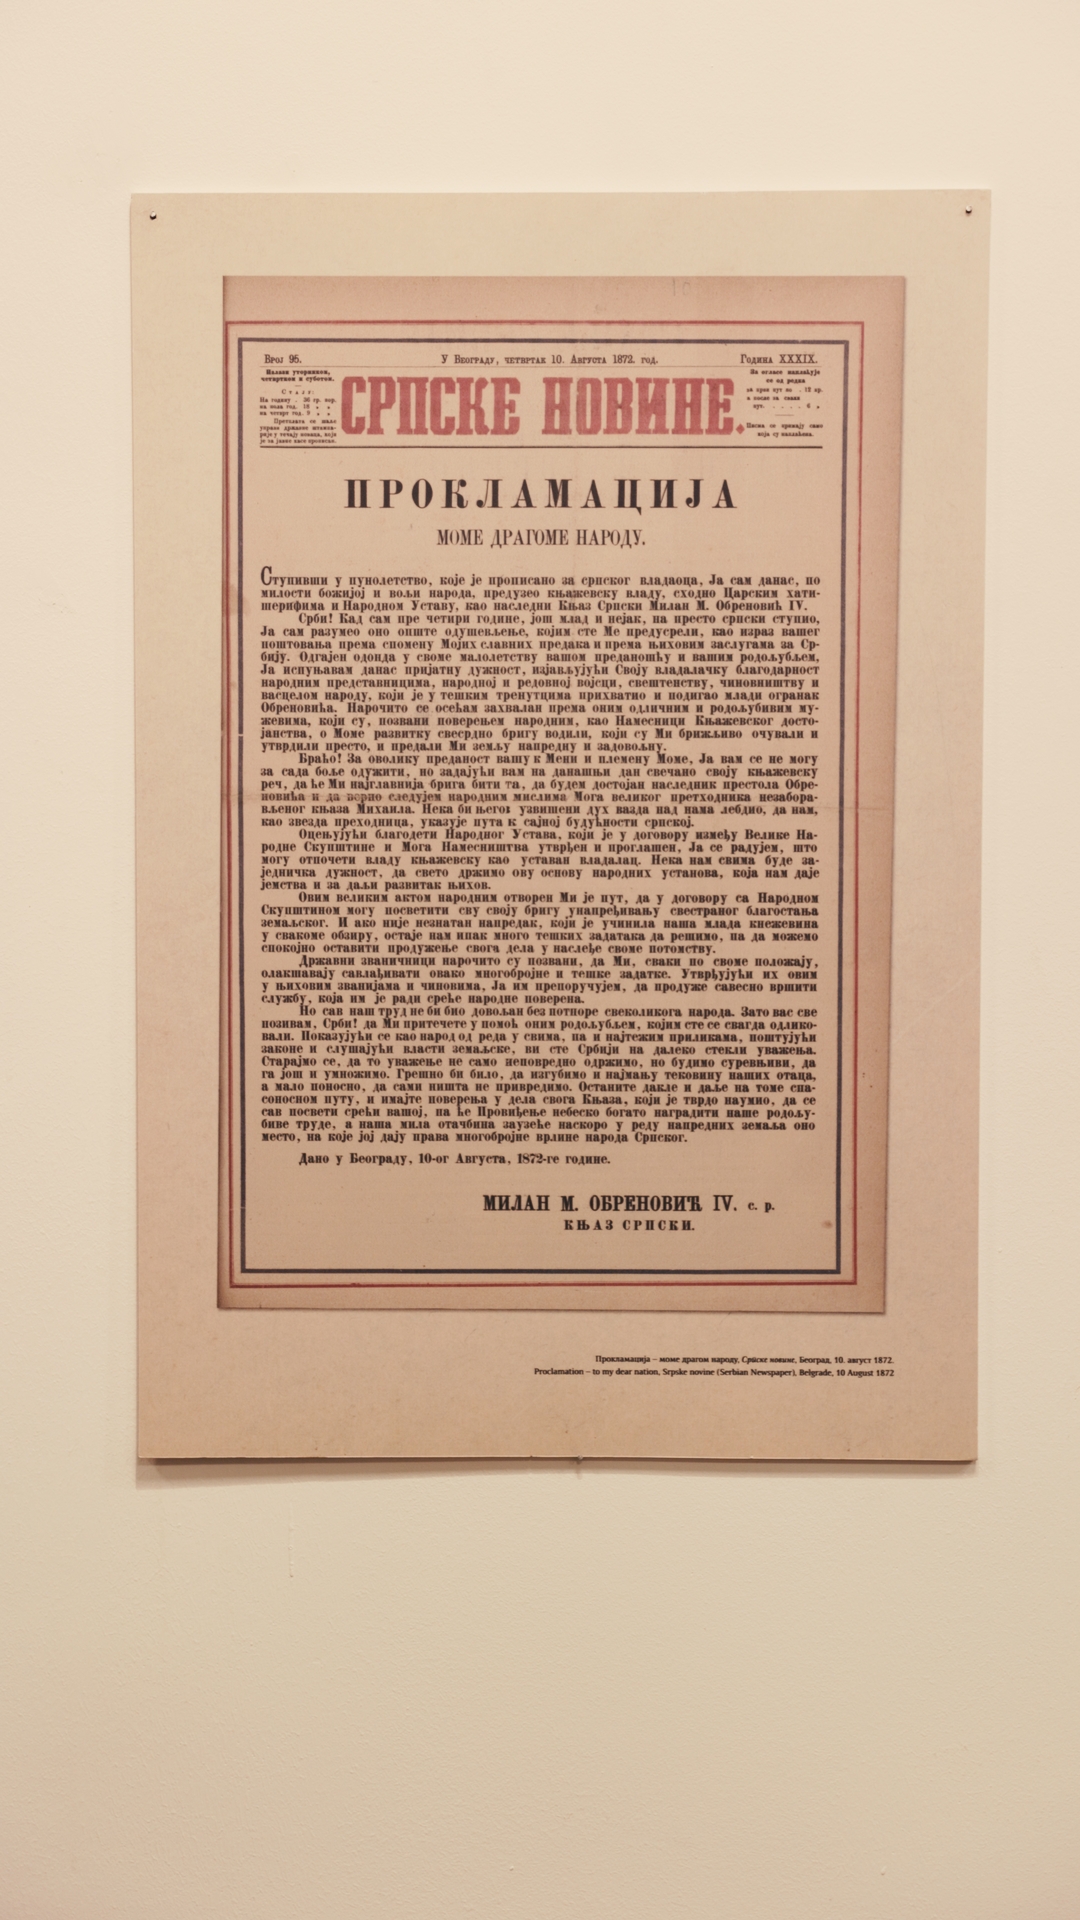 Број 95.
У Београду, четвртак 10. Августа 1872. год.
Година XXXIX.
Излази уторником,
четвртком и суботом.
На годину . 36 гр. пор.
на пола год. 18 „ „
на четврт год. 9 „ „
За огласе наплаћује
се од редка
СРПСКЕ НОВИНЕ.
ПРОКЛАМАЦИЈА
МОМЕ ДРАГОМЕ НАРОДУ.
Ступивши у пунолетство, које је прописано за српског владаоца, Ја сам данас, по
милости божијој и вољи народа, предузео књажевску владу, сходно Царским хати-
шерифима и Народном Уставу, као наследни Књаз Српски Милан М. Обреновић IV.
Срби! Кад сам пре четири године, још млад и нејак, на престо српски ступио,
Ја сам разумео оно опште одушевљење, којим сте Ме предусрели, као израз вашег
поштовања према спомену Мојих славних предака и према њиховим заслугама за Ср-
бију. Одгајен одонда у своме малолетству вашом преданошћу и вашим родољубљем,
Ја испуњавам данас пријатну дужност, изјављујући Своју владалачку благодарност
народним представницима, народној и редовној војсци, свештенству, чиновништву и
васцелом народу, који је у тешким тренутцима прихватио и подигао млади огранак
Обреновића. Нарочито се осећам захвалан према оним одличним и родољубивим му-
жевима, који су, позвани поверењем народним, као Намесници Књажевског досто-
јанства, о Моме развитку свесрдно бригу водили, који су Ми брижљиво очували и
утврдили престо, и предали Ми земљу напредну и задовољну.
Браћо! За оволику преданост вашу к Мени и племену Моме, Ја вам се не могу
за сада боље одужити, но задајући вам на данашњи дан свечано своју књажевску
реч, да ће Ми најглавнија брига бити та, да будем достојан наследник престола Обре-
новића и да верно следујем народним мислима Мога великог претходника незабора-
вљеног књаза Михаила. Нека би његов узвишени дух вазда над нама лебдио, да нам,
као звезда преходница, указује пута к сајној будућности српској.
Оцењујући благодети Народног Устава, који је у договору између Велике На-
родне Скупштине и Мога Намесништва утврђен и проглашен, Ја се радујем, што
могу отпочети владу књажевску као уставан владалац. Нека нам свима буде за-
једничка дужност, да свето држимо ову основу народних установа, која нам даје
јемства и за даљи развитак њихов.
Овим великим актом народним отворен Ми је пут, да у договору са Народном
Скупштином могу посветити сву своју бригу унапређивању свестраног благостања
земаљског. И ако није незнатан напредак, који је учинила наша млада кнежевина
у свакоме обзиру, остаје нам ипак много тешких задатака да решимо, па да можемо
спокојно оставити продужење свога дела у наслеђе своме потомству.
Државни званичници нарочито су позвани, да Ми, сваки по своме положају,
олакшавају савлађивати овако многобројне и тешке задатке. Утврђујући их овим
у њиховим званијама и чиновима, Ја им препоручујем, да продуже савесно вршити
службу, која им је ради среће народне поверена.
Но сав наш труд не би био довољан без потпоре свеколикога народа. Зато вас све
позивам, Срби! да Ми притечете у помоћ оним родољубљем, којим сте се свагда одлико-
вали. Показујући се као народ од реда у свима, па и најтежим приликама, поштујући
законе и слушајући власти земаљске, ви сте Србији на далеко стекли уважења.
Старајмо се, да то уважење не само неповредно одржимо, но будимо суревњиви, да
га још и умножимо. Грешно би било, да изгубимо и најмању тековину наших отаца,
а мало поносно, да сами ништа не привредимо. Останите дакле и даље на томе спа-
соносном путу, и имајте поверења у дела свога Књаза, који је тврдо наумио, да се
сав посвети срећи вашој, па ће Провиђење небеско богато наградити наше родољу-
биве труде, а наша мила отачбина заузеће наскоро у реду напредних земаља оно
место, на које јој дају права многобројне врлине народа Српског.
Дано у Београду, 10-ог Августа, 1872-ге године.
МИЛАН М. ОБРЕНОВИЋ IV. с. р.
КЊАЗ СРПСКИ.
Прокламација – моме драгом народу, Српске новине, Београд, 10. август 1872.
Proclamation – to my dear nation, Srpske novine (Serbian Newspaper), Belgrade, 10 August 1872